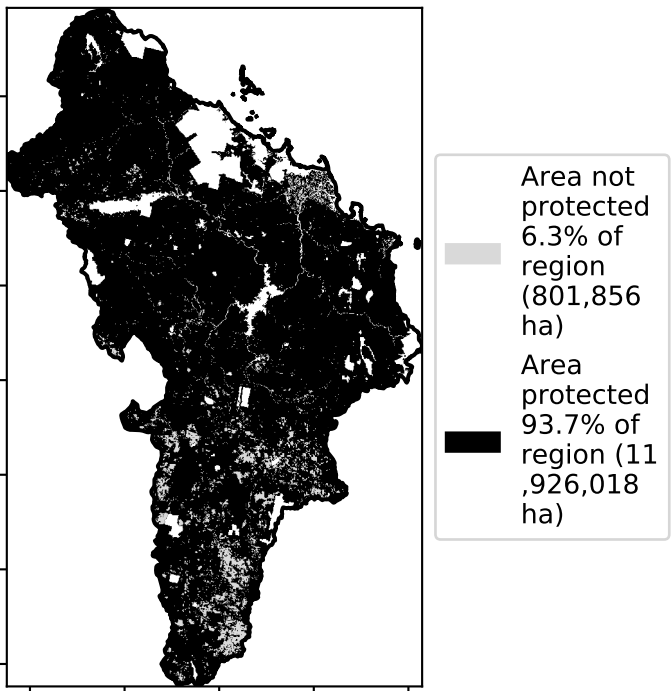 Area not
protected
6.3% of
region
(801,856
ha)
Area
protected
93.7% of
region (11
,926,018
ha)